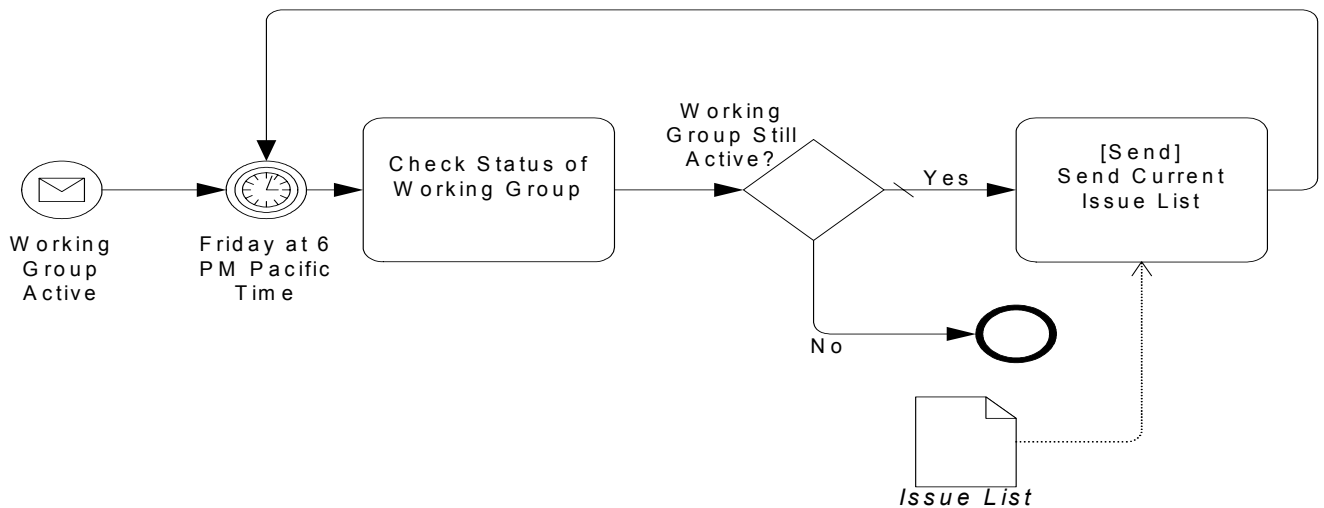 Working
Group
Active
Friday at 6
PM Pacific
Time
Check Status of
Working Group
Working
Group Still
Active?
Yes
No
[Send]
Send Current
Issue List
Issue List